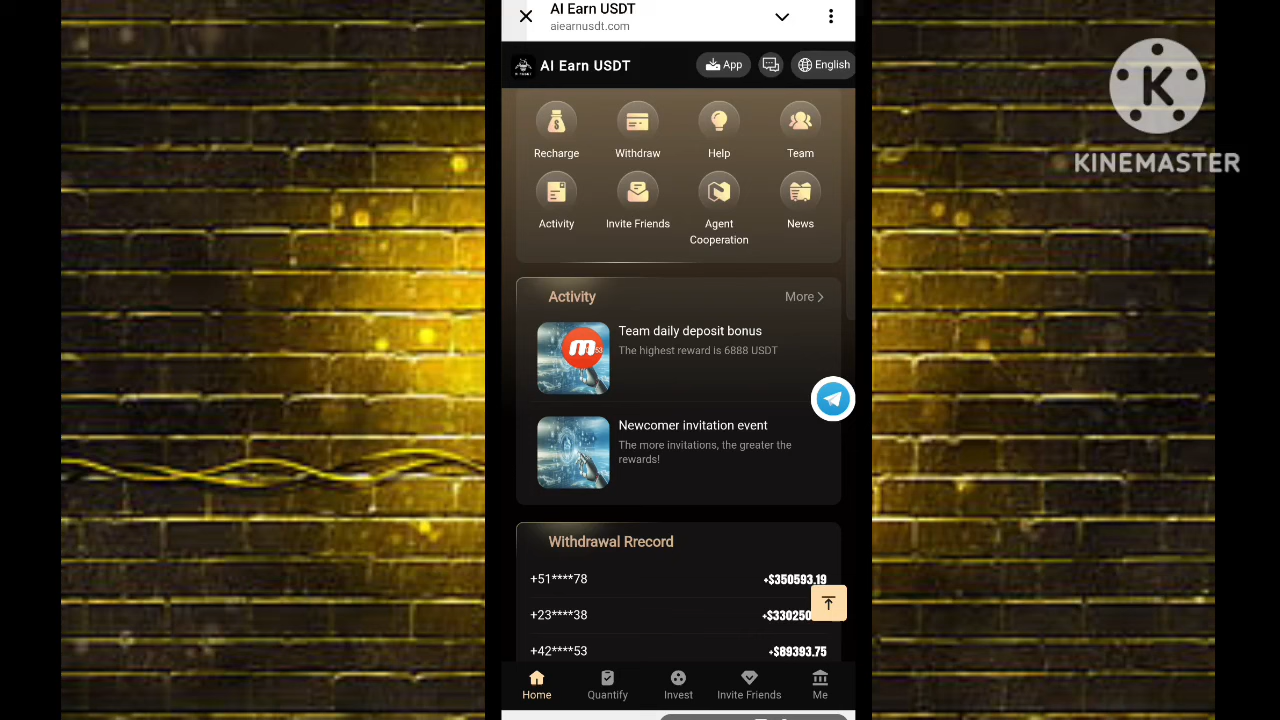 AI Earn USDT
aiearnusdt.com
AI Earn USDT
App
English
Recharge
Withdraw
Help
Team
Activity
Invite Friends
Agent
Cooperation
News
Activity
More
Team daily deposit bonus
The highest reward is 6888 USDT
Newcomer invitation event
The more invitations, the greater the
rewards!
Withdrawal Rrecord
+51****78
+$350593.19
+23****38
+42****53
+$89393.75
Home
Quantify
Invest
Invite Friends
Me
K
KINEMASTER